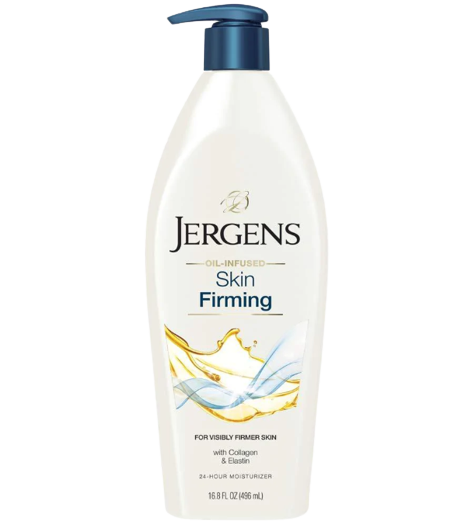 JERGENS
OIL-INFUSED
Skin
Firming
FOR VISIBLY FIRMER SKIN
with Collagen
& Elastin
24-HOUR MOISTURIZER
16.8 FL OZ (496 mL)